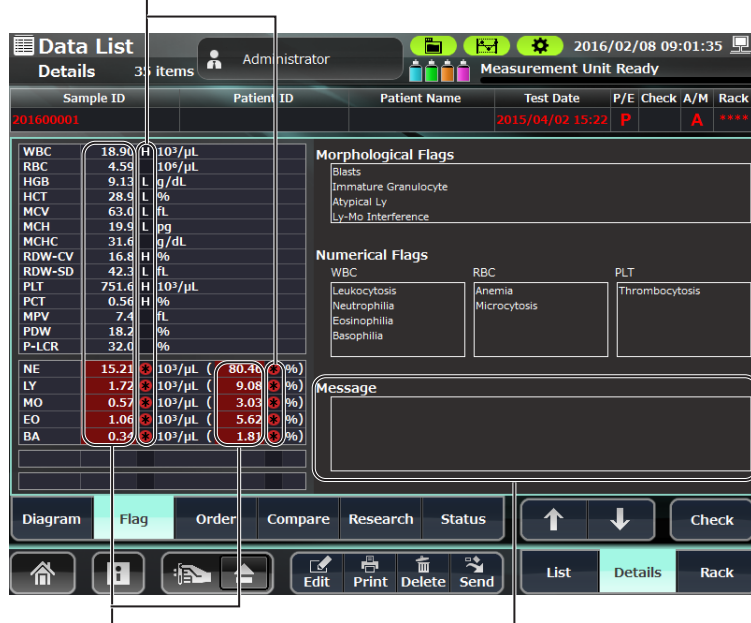 Data List
Administrator
2016/02/08 09:01:35
Details 35 items
Measurement Unit Ready
Sample ID Patient ID Patient Name Test Date P/E Check A/M Rack
201600001 2015/04/02 15:22 P A ****
WBC 18.90 H 10³/μL
RBC 4.59 10⁶/μL
HGB 9.13 L g/dL
HCT 28.9 L %
MCV 63.0 L fL
MCH 19.9 L pg
MCHC 31.6 g/dL
RDW-CV 16.8 H %
RDW-SD 42.3 L fL
PLT 751.6 H 10³/μL
PCT 0.56 H %
MPV 7.4 fL
PDW 18.2 %
P-LCR 32.0 %
NE 15.21 * 10³/μL ( 80.46 * %)
LY 1.72 * 10³/μL ( 9.08 * %)
MO 0.57 * 10³/μL ( 3.03 * %)
EO 1.06 * 10³/μL ( 5.62 * %)
BA 0.34 * 10³/μL ( 1.81 * %)
Morphological Flags
Blasts
Immature Granulocyte
Atypical Ly
Ly-Mo Interference
Numerical Flags
WBC RBC PLT
Leukocytosis Anemia Thrombocytosis
Neutrophilia Microcytosis
Eosinophilia
Basophilia
Message
Diagram Flag Order Compare Research Status Check
Edit Print Delete Send List Details Rack